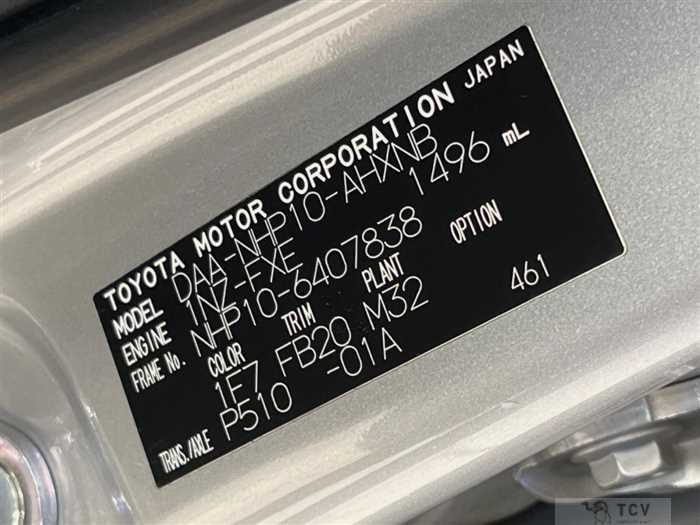 TOYOTA MOTOR CORPORATION JAPAN
MODEL DAA-NHP10-AHXNB
ENGINE 1NZ-FXE 1496 mL
FRAME No. NHP10-6407838
COLOR TRIM PLANT OPTION
1F7 FB20 M32 461
TRANS./AXLE P510 -01A
TCV